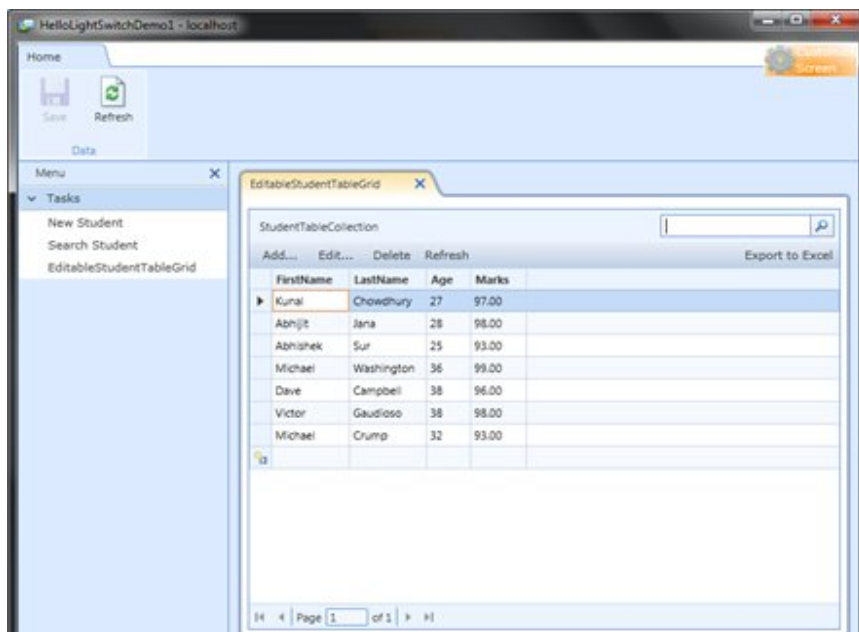 HelloLightSwitchDemo1 - localhost
Home
Screen
Save
Refresh
Data
Menu
Tasks
New Student
Search Student
EditableStudentTableGrid
EditableStudentTableGrid
StudentTableCollection
Add... Edit... Delete Refresh Export to Excel
FirstName LastName Age Marks
Kunal Chowdhury 27 97.00
Abhijit Jana 28 98.00
Abhishek Sur 25 93.00
Michael Washington 36 99.00
Dave Campbell 38 96.00
Victor Gaudioso 38 98.00
Michael Crump 32 93.00
Page 1 of 1